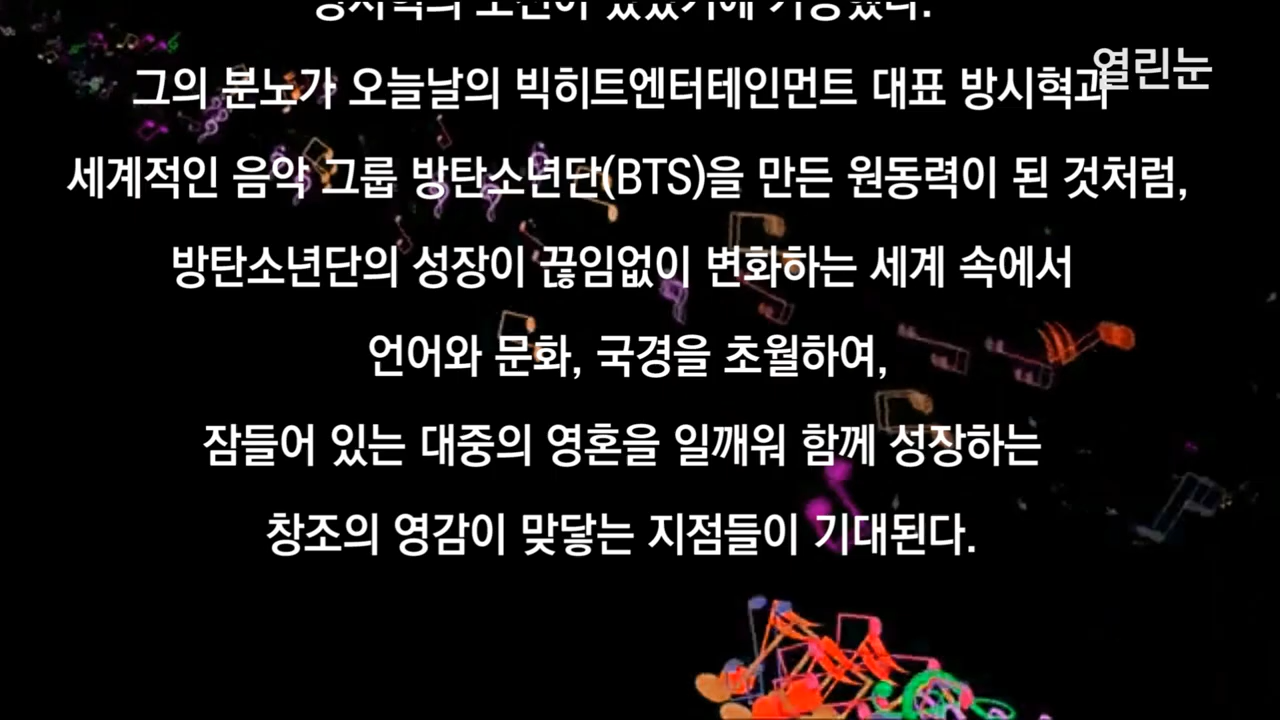 그의 분노가 오늘날의 빅히트엔터테인먼트 대표 방시혁과
열린눈
세계적인 음악 그룹 방탄소년단(BTS)을 만든 원동력이 된 것처럼,
방탄소년단의 성장이 끊임없이 변화하는 세계 속에서
언어와 문화, 국경을 초월하여,
잠들어 있는 대중의 영혼을 일깨워 함께 성장하는
창조의 영감이 맞닿는 지점들이 기대된다.